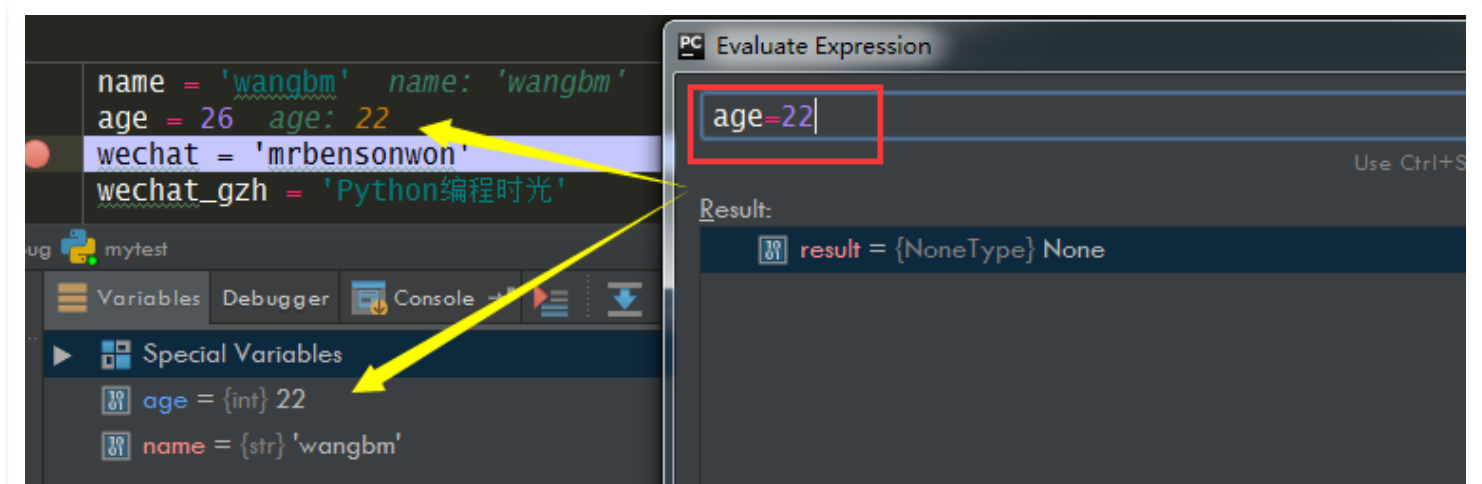 name = 'wangbm' name: 'wangbm'
age = 26 age: 22
wechat = 'mrbensonwon'
wechat_gzh = 'Python编程时光'
ug mytest
Variables Debugger Console
Special Variables
age = {int} 22
name = {str} 'wangbm'
PC Evaluate Expression
age=22
Use Ctrl+S
Result:
result = {NoneType} None